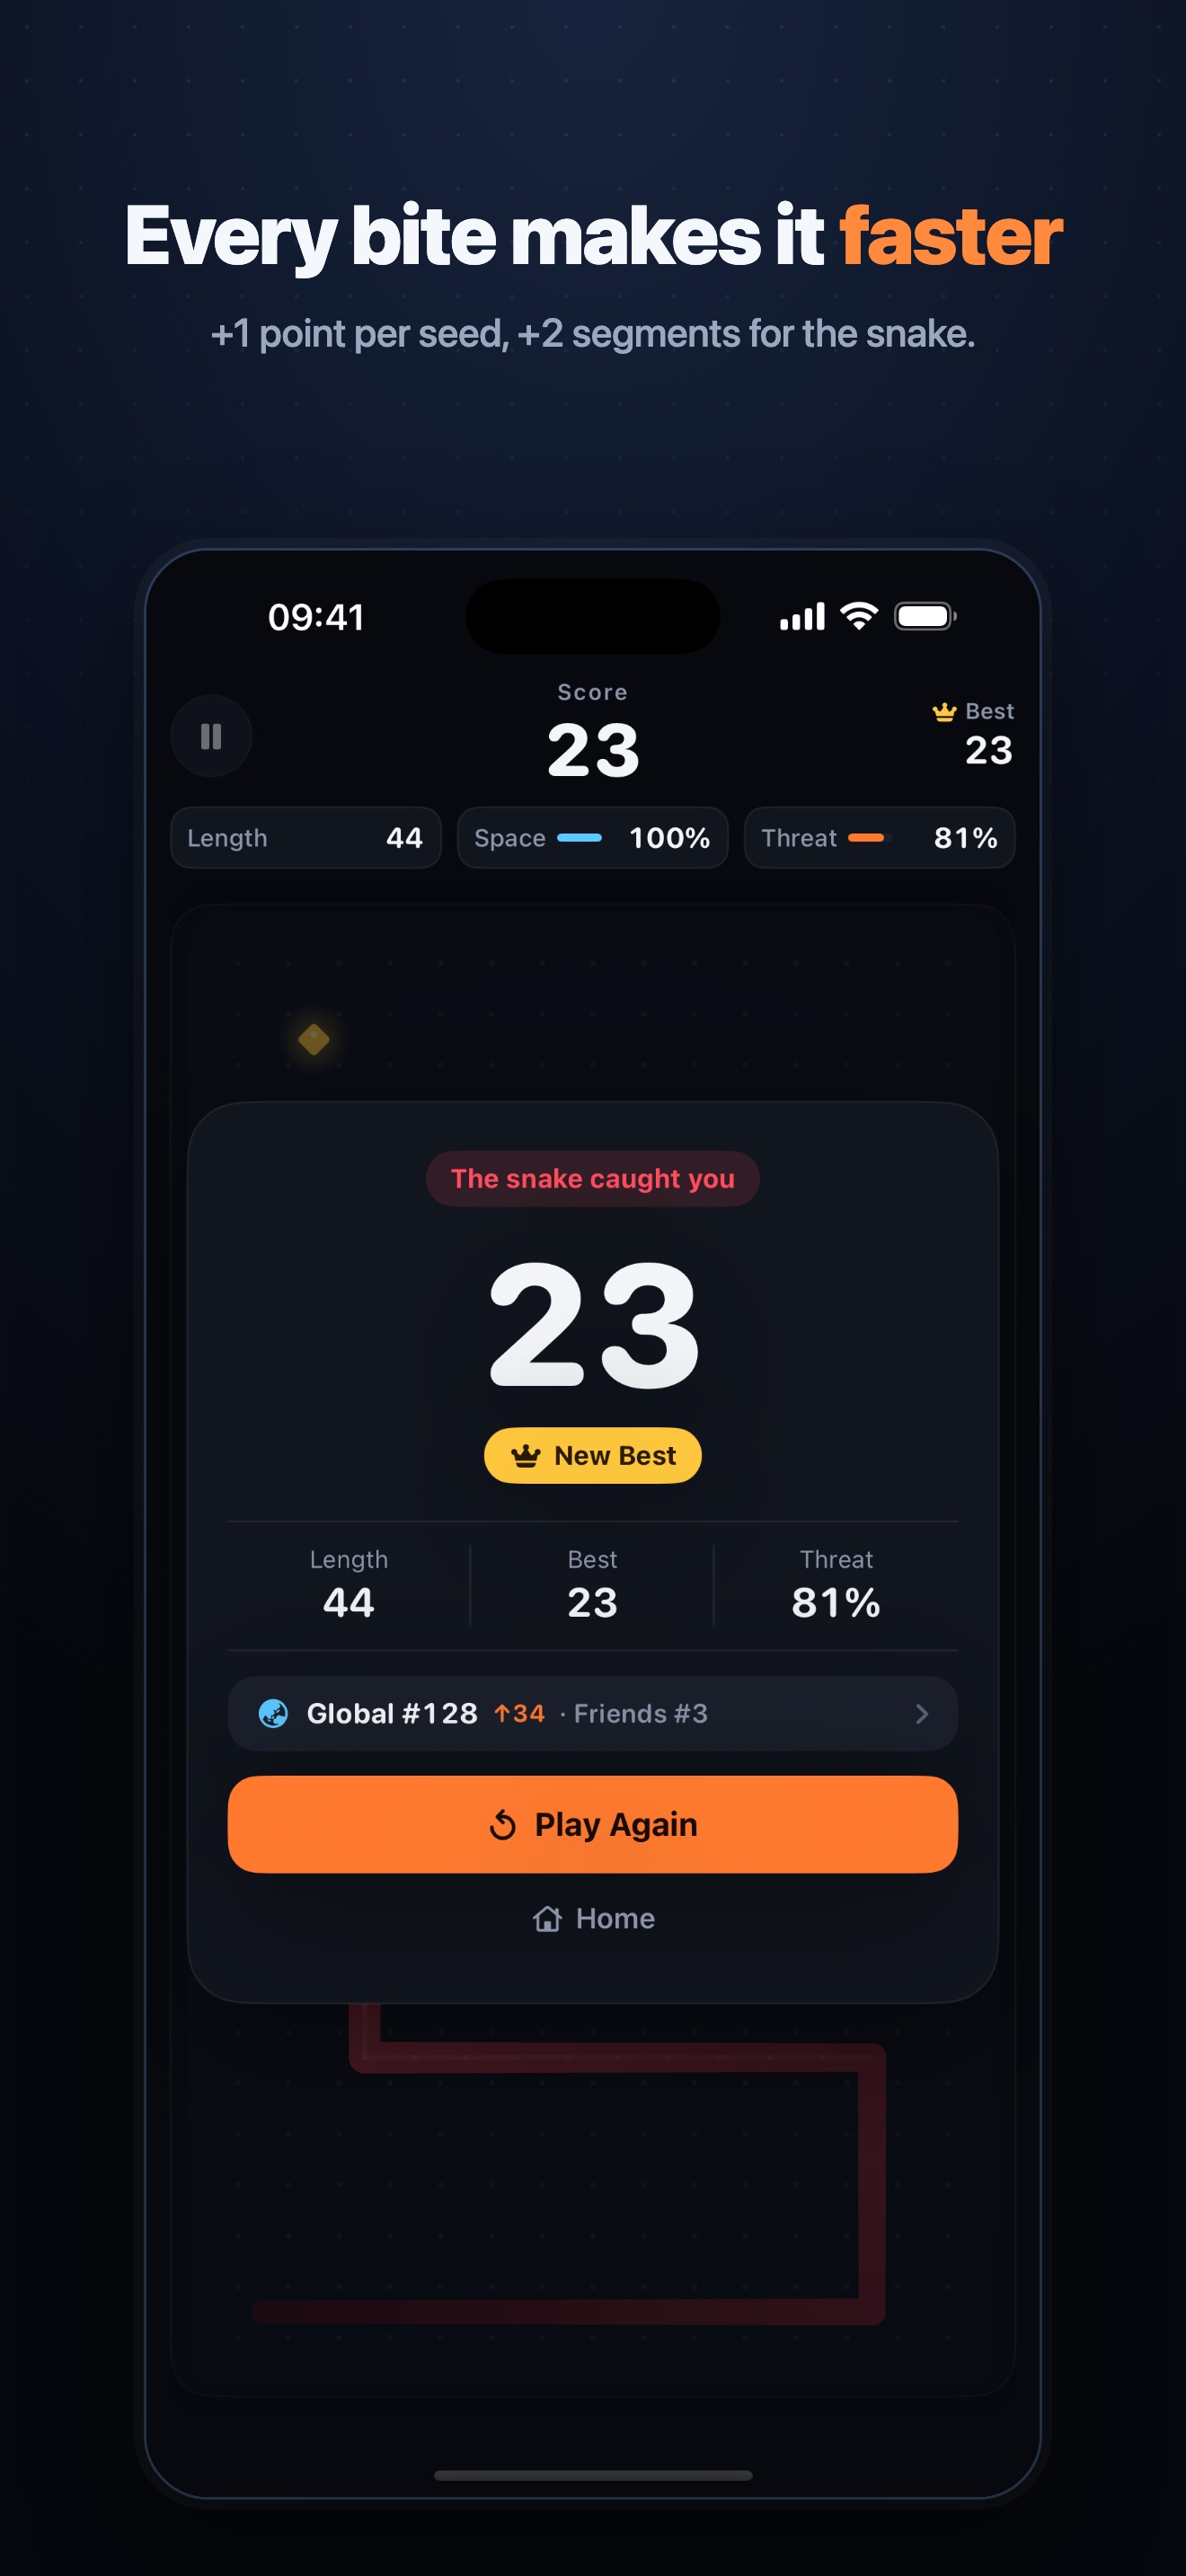 Every bite makes it faster
+1 point per seed, +2 segments for the snake.
09:41
Score
23
Best
23
Length 44
Space 100%
Threat 81%
The snake caught you
23
New Best
Length Best Threat
44 23 81%
Global #128 ↑34 · Friends #3
Play Again
Home